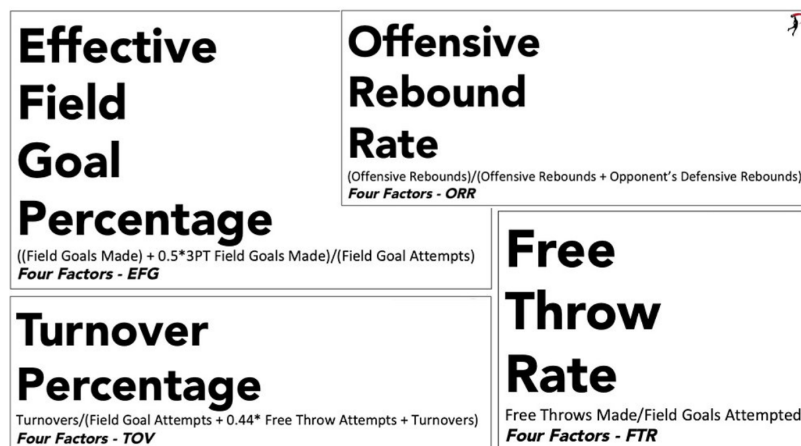 Effective
Field
Goal
Percentage
((Field Goals Made) + 0.5*3PT Field Goals Made)/(Field Goal Attempts)
Four Factors - EFG
Offensive
Rebound
Rate
(Offensive Rebounds)/(Offensive Rebounds + Opponent's Defensive Rebounds)
Four Factors - ORR
Turnover
Percentage
Turnovers/(Field Goal Attempts + 0.44* Free Throw Attempts + Turnovers)
Four Factors - TOV
Free
Throw
Rate
Free Throws Made/Field Goals Attempted
Four Factors - FTR